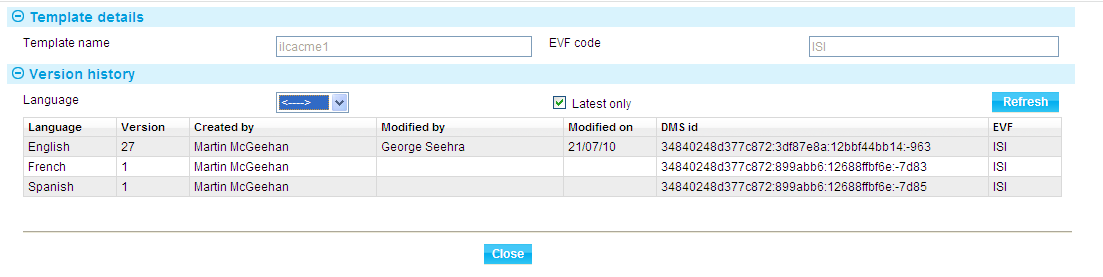 Template details
Template name ilcacme1 EVF code ISI
Version history
Language <----> Latest only Refresh
Language Version Created by Modified by Modified on DMS id EVF
English 27 Martin McGeehan George Seehra 21/07/10 34840248d377c872:3df87e8a:12bbf44bb14:-963 ISI
French 1 Martin McGeehan 34840248d377c872:899abb6:12688ffbf6e:-7d83 ISI
Spanish 1 Martin McGeehan 34840248d377c872:899abb6:12688ffbf6e:-7d85 ISI
Close